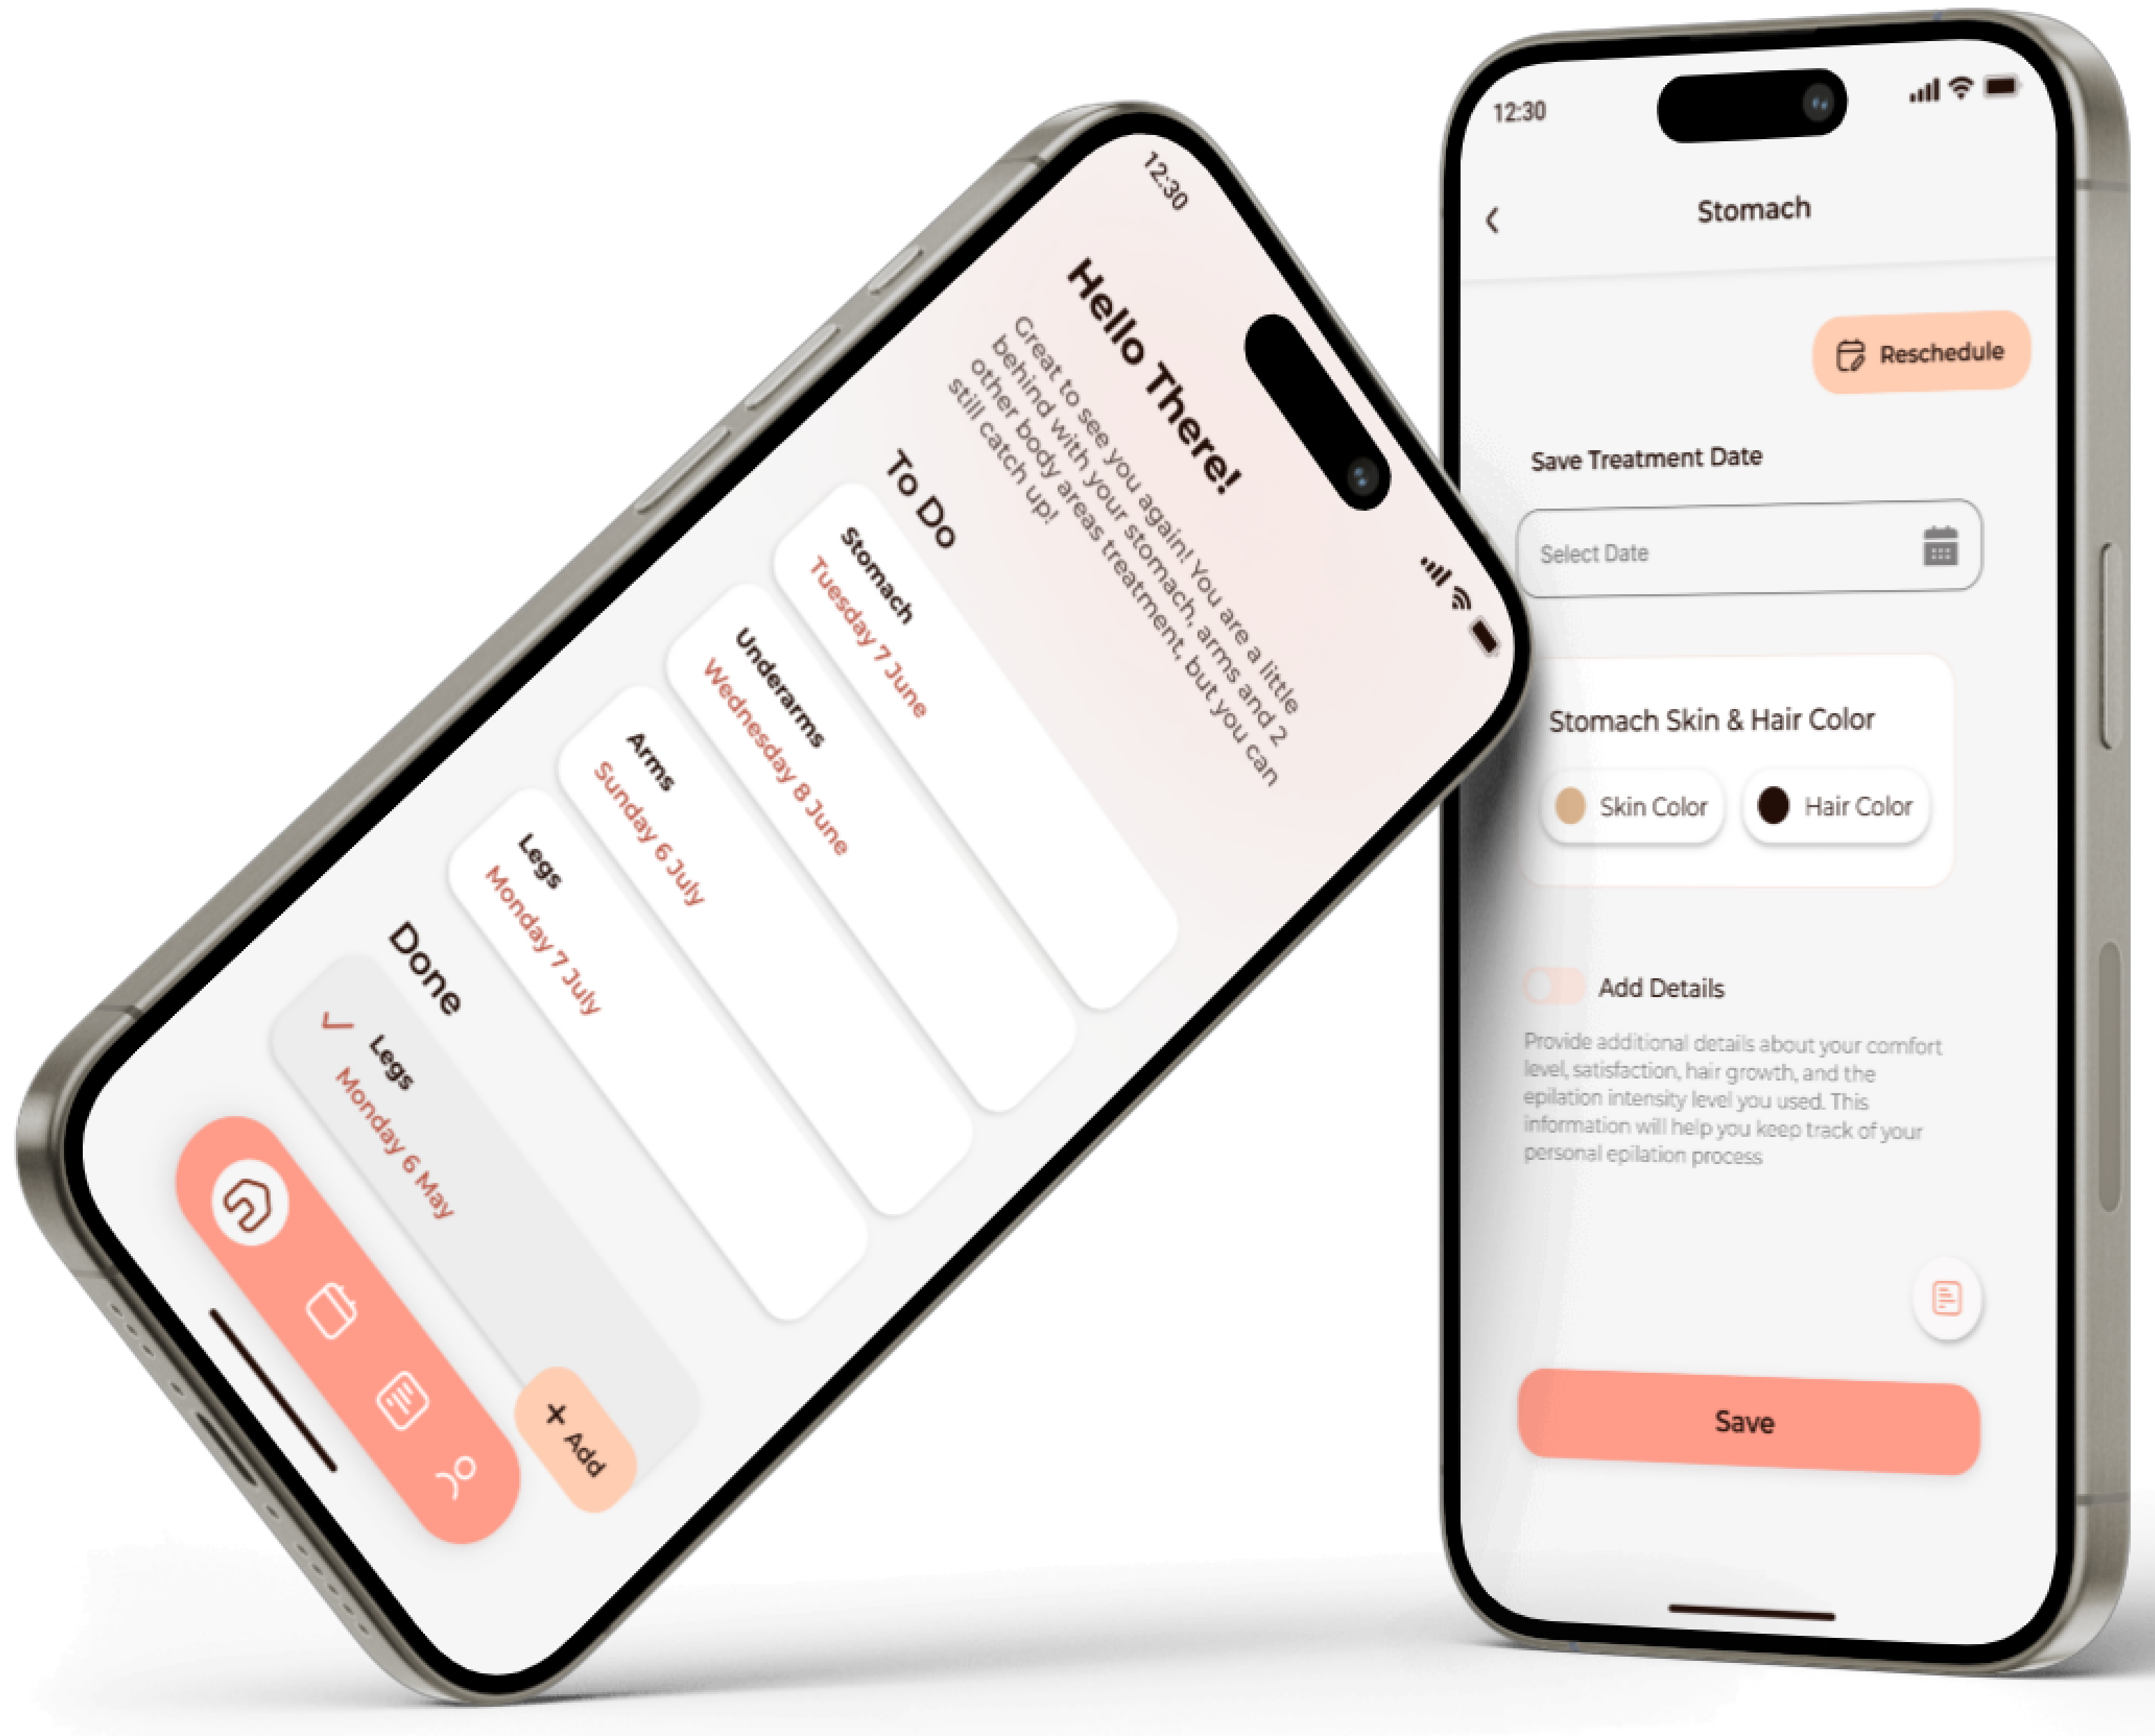 12:30
Hello There!
Great to see you again! You are a little
behind with your stomach, arms and 2
other body areas treatment, but you can
still catch up!
To Do
Stomach
Tuesday 7 June
Underarms
Wednesday 8 June
Arms
Sunday 6 July
Legs
Monday 7 July
Done
Legs
Monday 6 May
+ Add
12:30
Stomach
Reschedule
Save Treatment Date
Select Date
Stomach Skin & Hair Color
Skin Color
Hair Color
Add Details
Provide additional details about your comfort
level, satisfaction, hair growth, and the
epilation intensity level you used. This
information will help you keep track of your
personal epilation process
Save